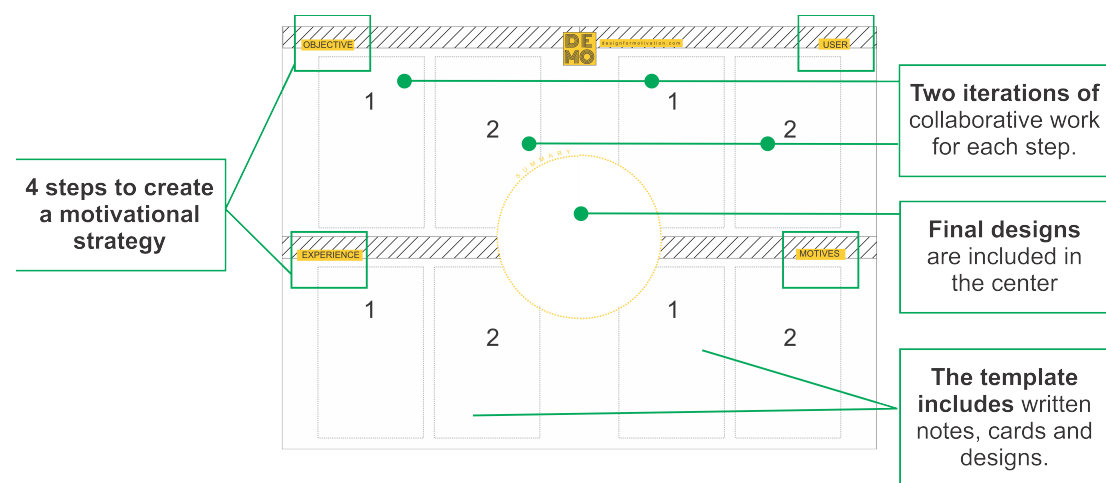 OBJECTIVE
DE
MO
designformotivation.com
USER
1
2
1
2
SUMMARY
4 steps to create
a motivational
strategy
Two iterations of
collaborative work
for each step.
Final designs
are included in
the center
EXPERIENCE
MOTIVES
1
2
1
2
The template
includes written
notes, cards and
designs.